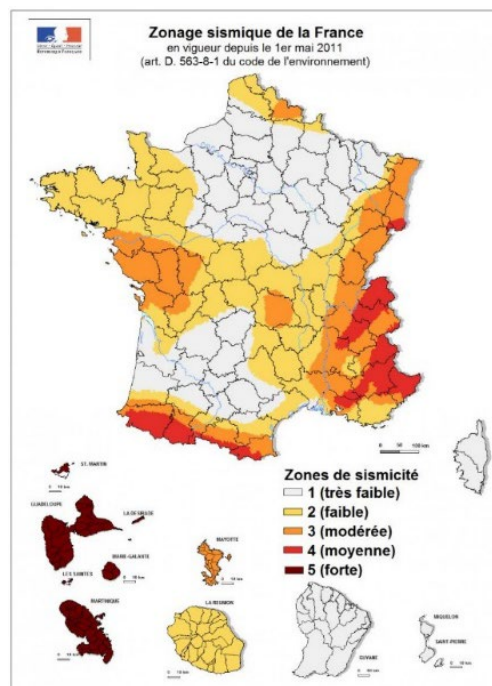 Zonage sismique de la France
en vigueur depuis le 1er mai 2011
(art. D. 563-8-1 du code de l'environnement)
ST. MARTIN
GUADELOUPE
LA DESIRADE
MARIE-GALANTE
LES SAINTES
MARTINIQUE
MAYOTTE
LA REUNION
GUYANE
MIQUELON
SAINT-PIERRE
Zones de sismicité
1 (très faible)
2 (faible)
3 (modérée)
4 (moyenne)
5 (forte)